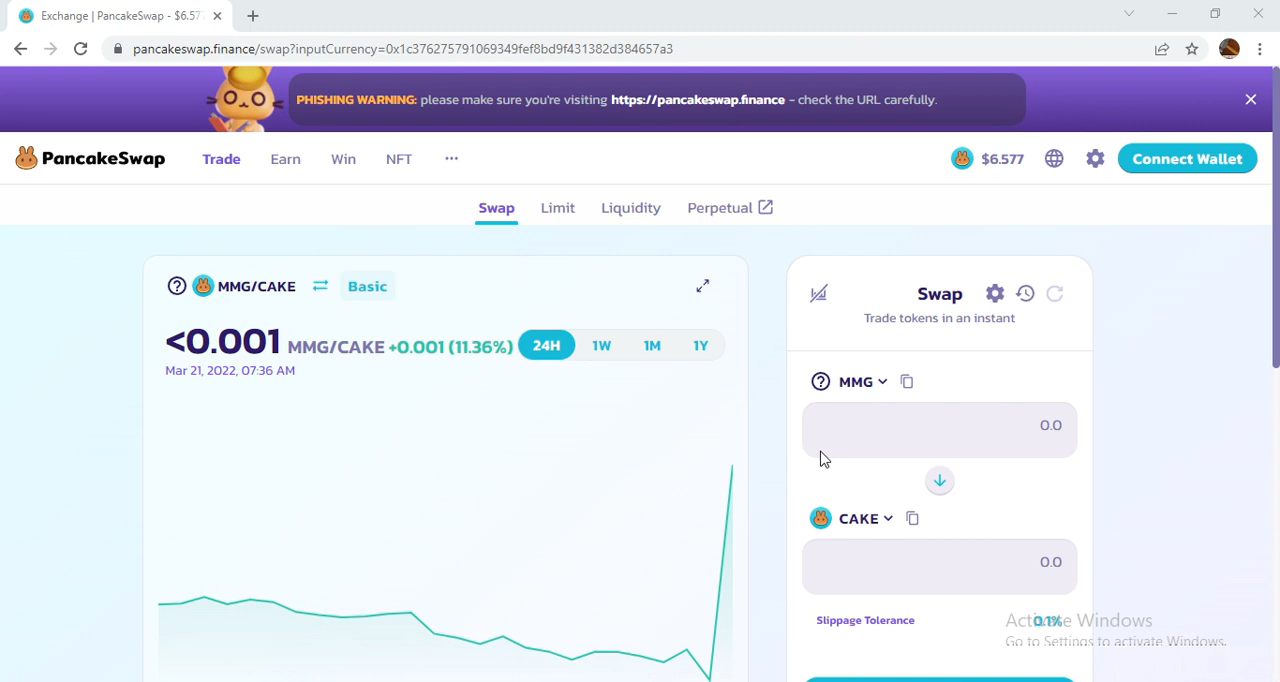 Exchange | PancakeSwap - $6.57
pancakeswap.finance/swap?inputCurrency=0x1c376275791069349fef8bd9f431382d384657a3
PHISHING WARNING: please make sure you're visiting https://pancakeswap.finance - check the URL carefully.
PancakeSwap Trade Earn Win NFT ... $6.577 Connect Wallet
Swap Limit Liquidity Perpetual
MMG/CAKE Basic
<0.001 MMG/CAKE +0.001 (11.36%) 24H 1W 1M 1Y
Mar 21, 2022, 07:36 AM
Swap
Trade tokens in an instant
MMG
0.0
CAKE
0.0
Slippage Tolerance 0.1%
Activate Windows
Go to Settings to activate Windows.